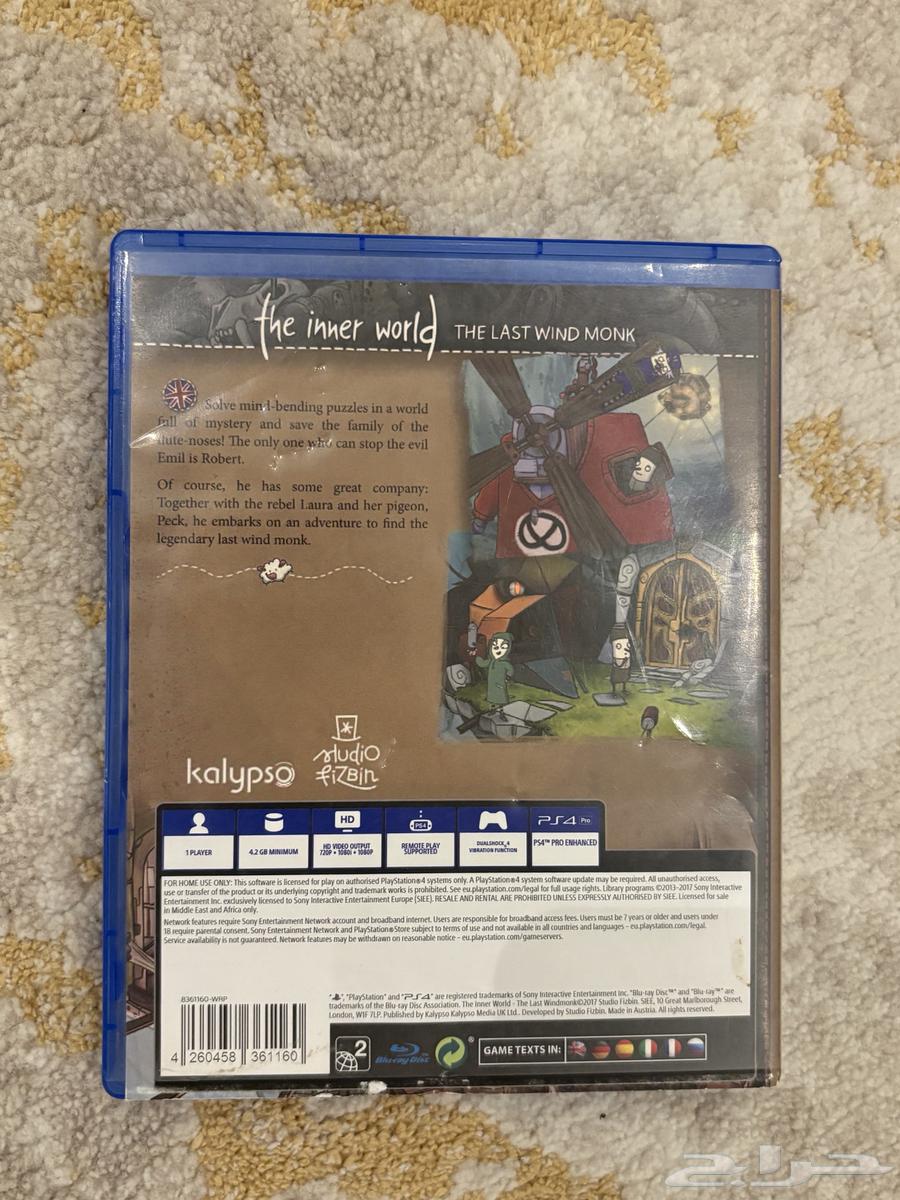 the inner world THE LAST WIND MONK
Solve mind-bending puzzles in a world
full of mystery and save the family of the
flute-noses! The only one who can stop the evil
Emil is Robert.
Of course, he has some great company:
Together with the rebel Laura and her pigeon,
Peck, he embarks on an adventure to find the
legendary last wind monk.
kalypso
studio
fizbin
HD
PS4
PS4 Pro
1 PLAYER
4.2 GB MINIMUM
HD VIDEO OUTPUT
720P • 1080i • 1080P
REMOTE PLAY
SUPPORTED
DUALSHOCK®4
VIBRATION FUNCTION
PS4™ PRO ENHANCED
FOR HOME USE ONLY: This software is licensed for play on authorised PlayStation®4 systems only. A PlayStation®4 system software update may be required. All unauthorised access,
use or transfer of the product or its underlying copyright and trademark works is prohibited. See eu.playstation.com/legal for full usage rights. Library programs ©2013-2017 Sony Interactive
Entertainment Inc. exclusively licensed to Sony Interactive Entertainment Europe (SIEE). RESALE AND RENTAL ARE PROHIBITED UNLESS EXPRESSLY AUTHORISED BY SIEE. Licensed for sale
in Middle East and Africa only.
Network features require Sony Entertainment Network account and broadband internet. Users are responsible for broadband access fees. Users must be 7 years or older and users under
18 require parental consent. Sony Entertainment Network and PlayStation®Store subject to terms of use and not available in all countries and languages – eu.playstation.com/legal.
Service availability is not guaranteed. Network features may be withdrawn on reasonable notice – eu.playstation.com/gameservers.
8361160-WRP
"", "PlayStation" and "PS4" are registered trademarks of Sony Interactive Entertainment Inc. "Blu-ray Disc™" and "Blu-ray™" are
trademarks of the Blu-ray Disc Association. The Inner World - The Last Windmonk©2017 Studio Fizbin. SIEE, 10 Great Marlborough Street,
London, W1F 7LP. Published by Kalypso Kalypso Media UK Ltd.. Developed by Studio Fizbin. Made in Austria. All rights reserved.
4 260458 361160
2
Blu-ray Disc™
®
GAME TEXTS IN:
حراج